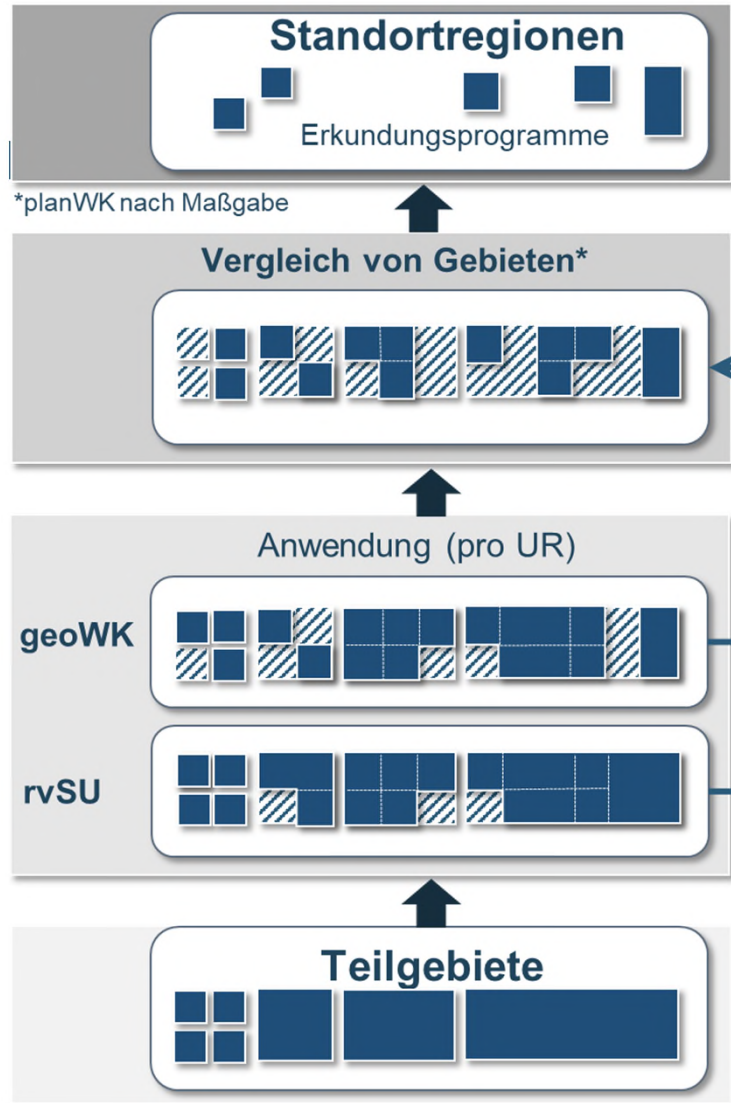 Standortregionen
Erkundungsprogramme
*planWK nach Maßgabe
Vergleich von Gebieten*
Anwendung (pro UR)
geoWK
rvSU
Teilgebiete